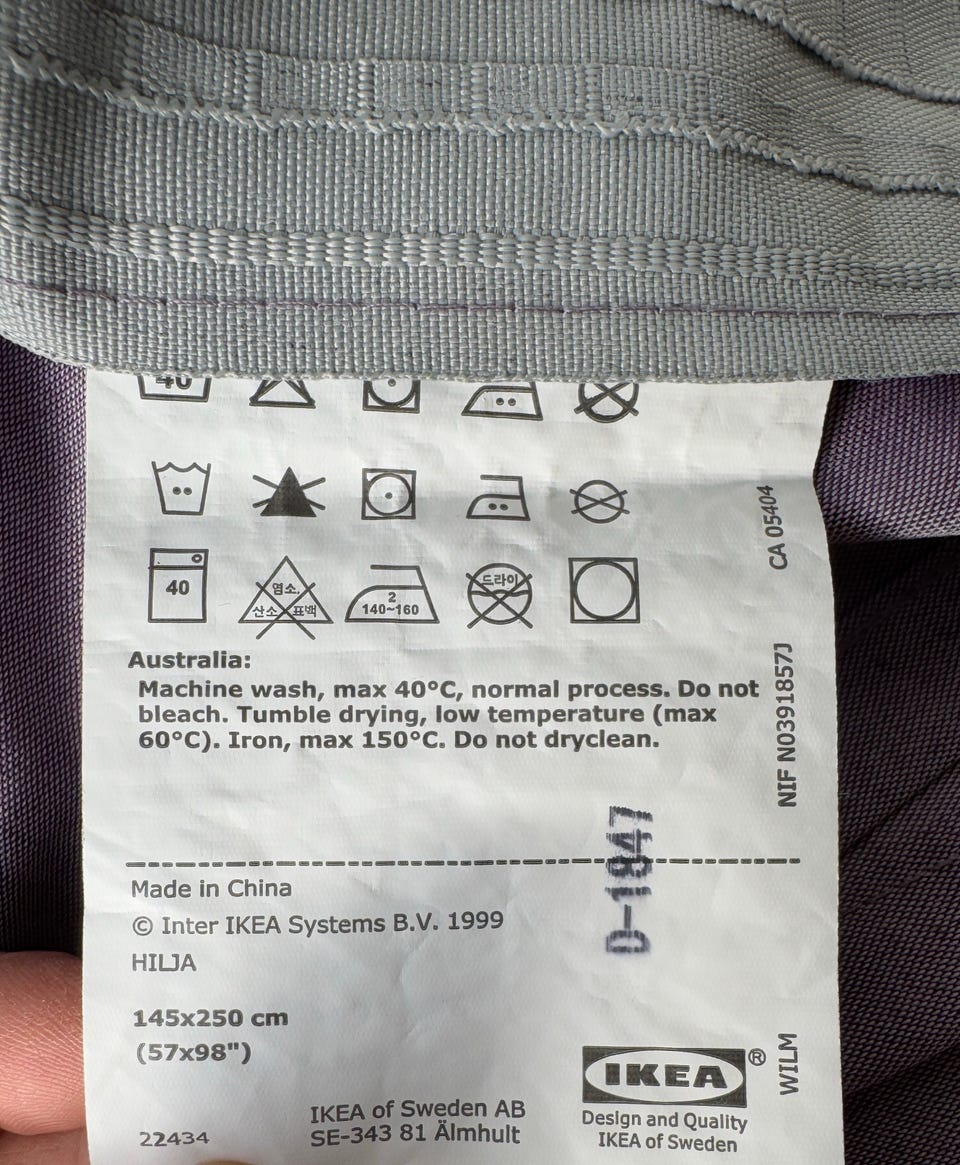 40
40
염소,
산소 표백
2
140~160
드라이
Australia:
Machine wash, max 40°C, normal process. Do not
bleach. Tumble drying, low temperature (max
60°C). Iron, max 150°C. Do not dryclean.
Made in China
© Inter IKEA Systems B.V. 1999
HILJA
145x250 cm
(57x98")
22434
IKEA of Sweden AB
SE-343 81 Älmhult
IKEA®
Design and Quality
IKEA of Sweden
D-1847
CA 05404
NIF N0391857J
WILM